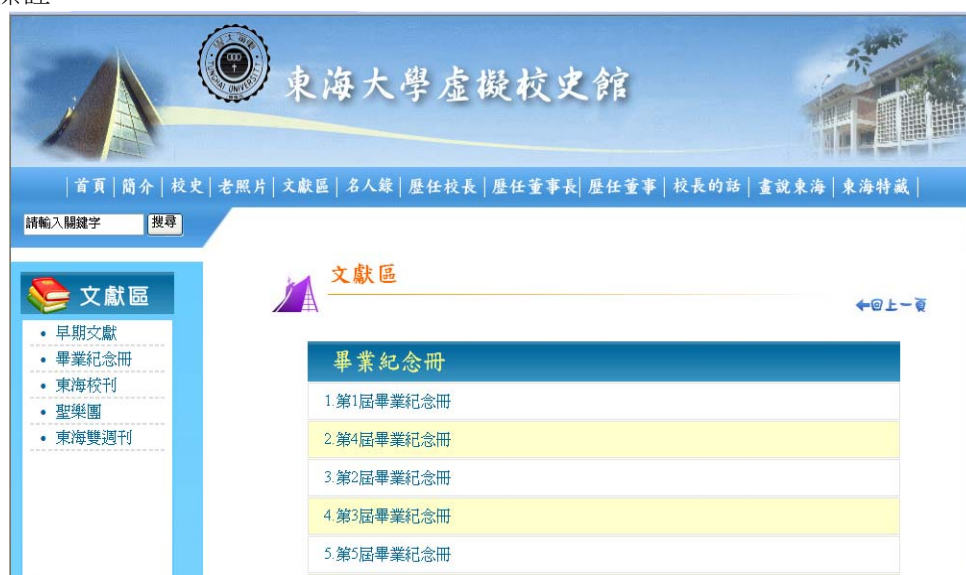 東海大學虛擬校史館
|首頁|簡介|校史|老照片|文獻區|名人錄|歷任校長|歷任董事長|歷任董事|校長的話|畫說東海|東海特藏|
請輸入關鍵字 搜尋
文獻區
• 早期文獻
• 畢業紀念冊
• 東海校刊
• 聖樂團
• 東海雙週刊
文獻區
回上一頁
畢業紀念冊
1.第1屆畢業紀念冊
2.第4屆畢業紀念冊
3.第2屆畢業紀念冊
4.第3屆畢業紀念冊
5.第5屆畢業紀念冊